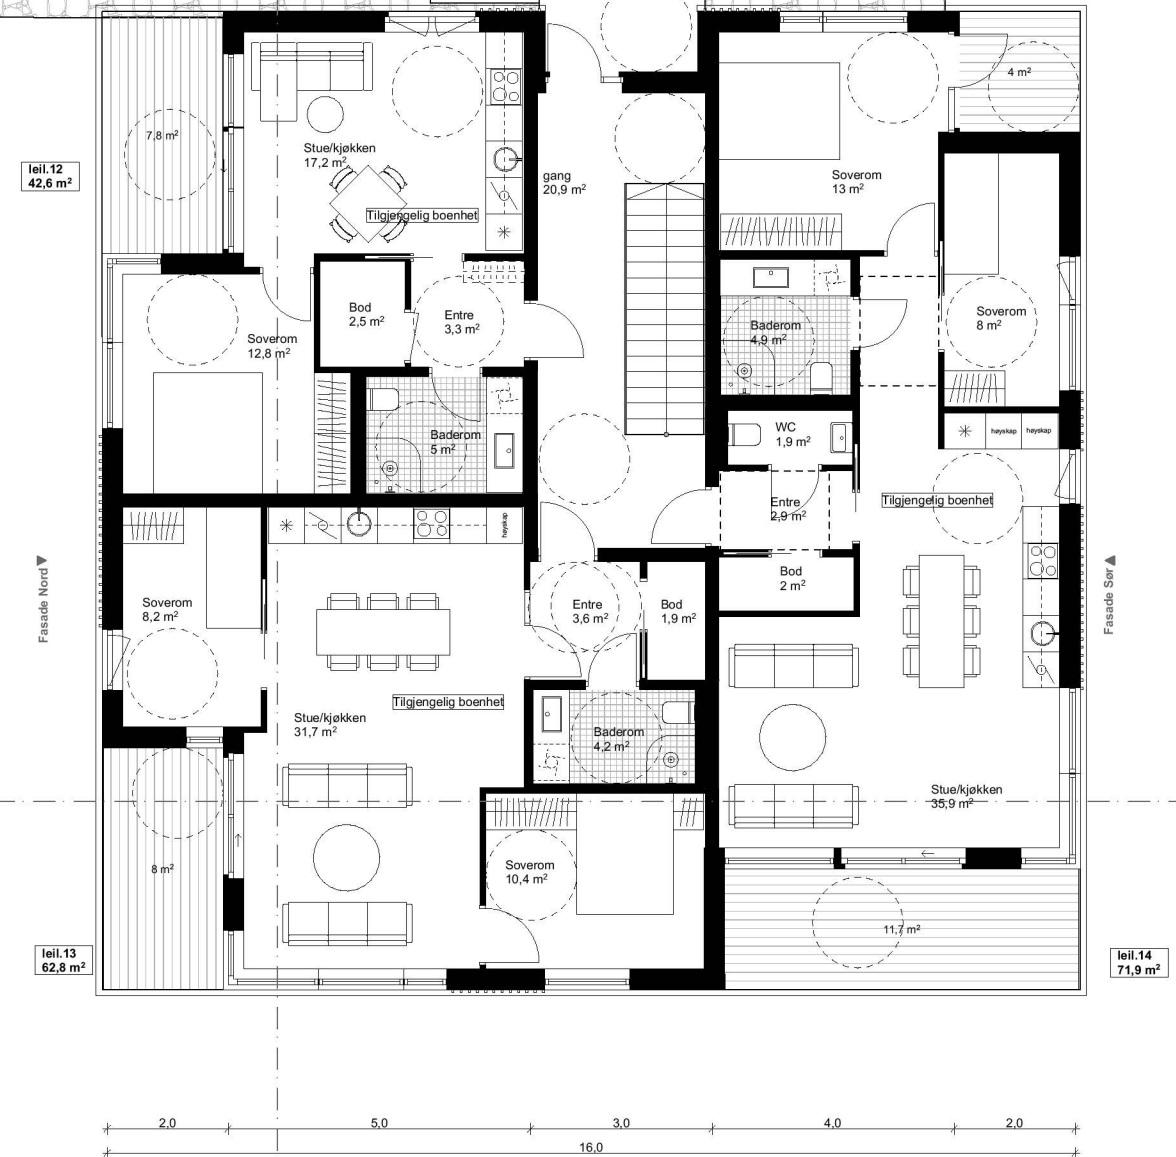 4 m²
7,8 m²
Stue/kjøkken
17,2 m²
leil.12
42,6 m²
gang
20,9 m²
Soverom
13 m²
Tilgjengelig boenhet
Bod
2,5 m²
Entre
3,3 m²
Soverom
8 m²
Baderom
4,9 m²
Soverom
12,8 m²
WC
1,9 m²
høyskap
høyskap
Baderom
5 m²
Tilgjengelig boenhet
Entre
2,9 m²
høyskap
Bod
2 m²
Fasade Nord
Fasade Sør
Soverom
8,2 m²
Entre
3,6 m²
Bod
1,9 m²
Tilgjengelig boenhet
Stue/kjøkken
31,7 m²
Baderom
4,2 m²
Stue/kjøkken
35,9 m²
8 m²
Soverom
10,4 m²
11,7 m²
leil.13
62,8 m²
leil.14
71,9 m²
2,0
5,0
3,0
4,0
2,0
16,0